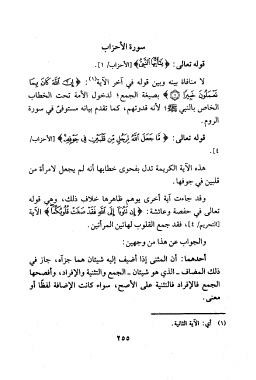 سورة الأحزاب
قوله تعالى: ﴿يَـٰٓأَيُّهَا ٱلنَّبِىُّ﴾ [الأحزاب/ ١].
لا منافاة بينه وبين قوله في آخر الآية(١): ﴿إِنَّ ٱللَّهَ كَانَ بِمَا
تَعْمَلُونَ خَبِيرًا﴾ بصيغة الجمع؛ لدخول الأمة تحت الخطاب
الخاص بالنبي ﷺ؛ لأنه قدوتهم، كما تقدم بيانه مستوفىً في سورة
الروم.
قوله تعالى: ﴿مَّا جَعَلَ ٱللَّهُ لِرَجُلٍ مِّن قَلْبَيْنِ فِى جَوْفِهِۦ﴾ [الأحزاب/
٤].
هذه الآية الكريمة تدل بفحوى خطابها أنه لم يجعل لامرأة من
قلبين في جوفها.
وقد جاءت آية أخرى يوهم ظاهرها خلاف ذلك، وهي قوله
تعالى في حفصة وعائشة: ﴿إِن تَتُوبَآ إِلَى ٱللَّهِ فَقَدْ صَغَتْ قُلُوبُكُمَا﴾ الآية
[التحريم/ ٤]، فقد جمع القلوب لهاتين المرأتين.
والجواب عن هذا من وجهين:
أحدهما: أن المثنى إذا أضيف إليه شيئان هما جزآه، جاز في
ذلك المضاف ـ الذي هو شيئان ـ الجمع والتثنية والإفراد، وأفصحها
الجمع فالإفراد فالتثنية على الأصح، سواء كانت الإضافة لفظًا أو
معنى.
(١) أي: الآية الثانية.
٢٥٥